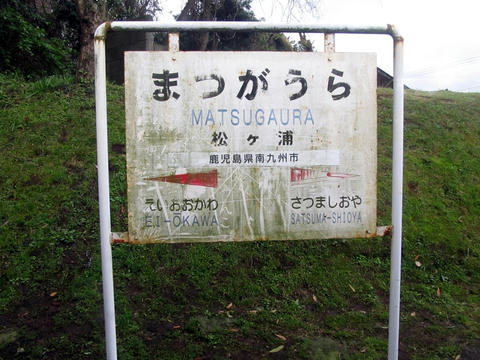 まつがうら
MATSUGAURA
松ヶ浦
鹿児島県南九州市
えいおおかわ さつましおや
EI-ŌKAWA SATSUMA-SHIOYA